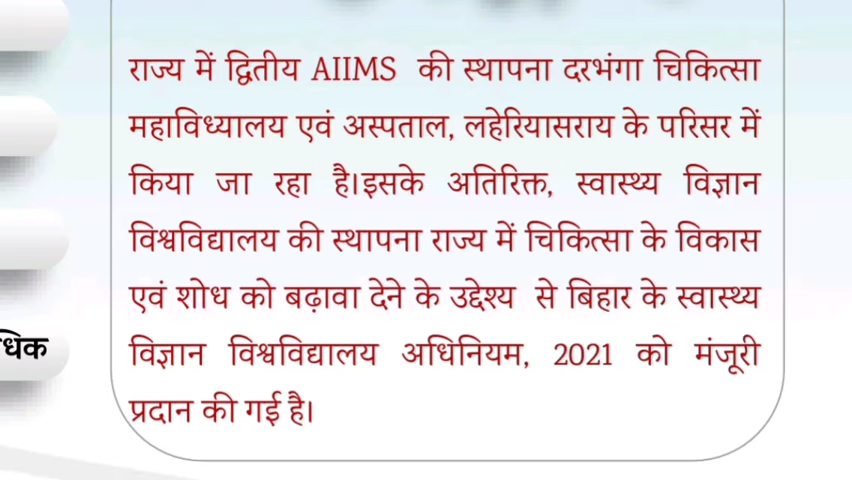 राज्य में द्वितीय AIIMS की स्थापना दरभंगा चिकित्सा
महाविध्यालय एवं अस्पताल, लहेरियासराय के परिसर में
किया जा रहा है।इसके अतिरिक्त, स्वास्थ्य विज्ञान
विश्वविद्यालय की स्थापना राज्य में चिकित्सा के विकास
एवं शोध को बढ़ावा देने के उद्देश्य से बिहार के स्वास्थ्य
धिक
विज्ञान विश्वविद्यालय अधिनियम, 2021 को मंजूरी
प्रदान की गई है।